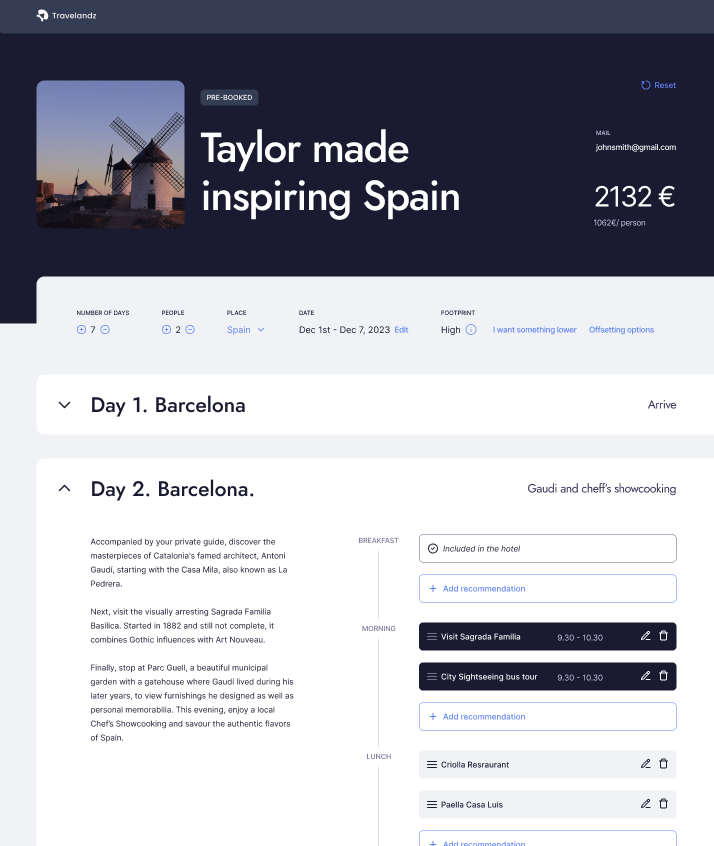 Travelandz
Reset
PRE-BOOKED
Taylor made
inspiring Spain
MAIL
johnsmith@gmail.com
2132 €
1062€/ person
NUMBER OF DAYS
7
PEOPLE
2
PLACE
Spain
DATE
Dec 1st - Dec 7, 2023 Edit
FOOTPRINT
High
I want something lower
Offsetting options
Day 1. Barcelona
Arrive
Day 2. Barcelona.
Gaudi and cheff's showcooking
Accompanied by your private guide, discover the
masterpieces of Catalonia's famed architect, Antoni
Gaudí, starting with the Casa Mila, also known as La
Pedrera.
Next, visit the visually arresting Sagrada Familia
Basilica. Started in 1882 and still not complete, it
combines Gothic influences with Art Nouveau.
Finally, stop at Parc Guell, a beautiful municipal
garden with a gatehouse where Gaudí lived during his
later years, to view furnishings he designed as well as
personal memorabilia. This evening, enjoy a local
Chef's Showcooking and savour the authentic flavors
of Spain.
BREAKFAST
Included in the hotel
+ Add recommendation
MORNING
Visit Sagrada Familia 9.30 - 10.30
City Sightseeing bus tour 9.30 - 10.30
+ Add recommendation
LUNCH
Criolla Resraurant
Paella Casa Luis
+ Add recommendation